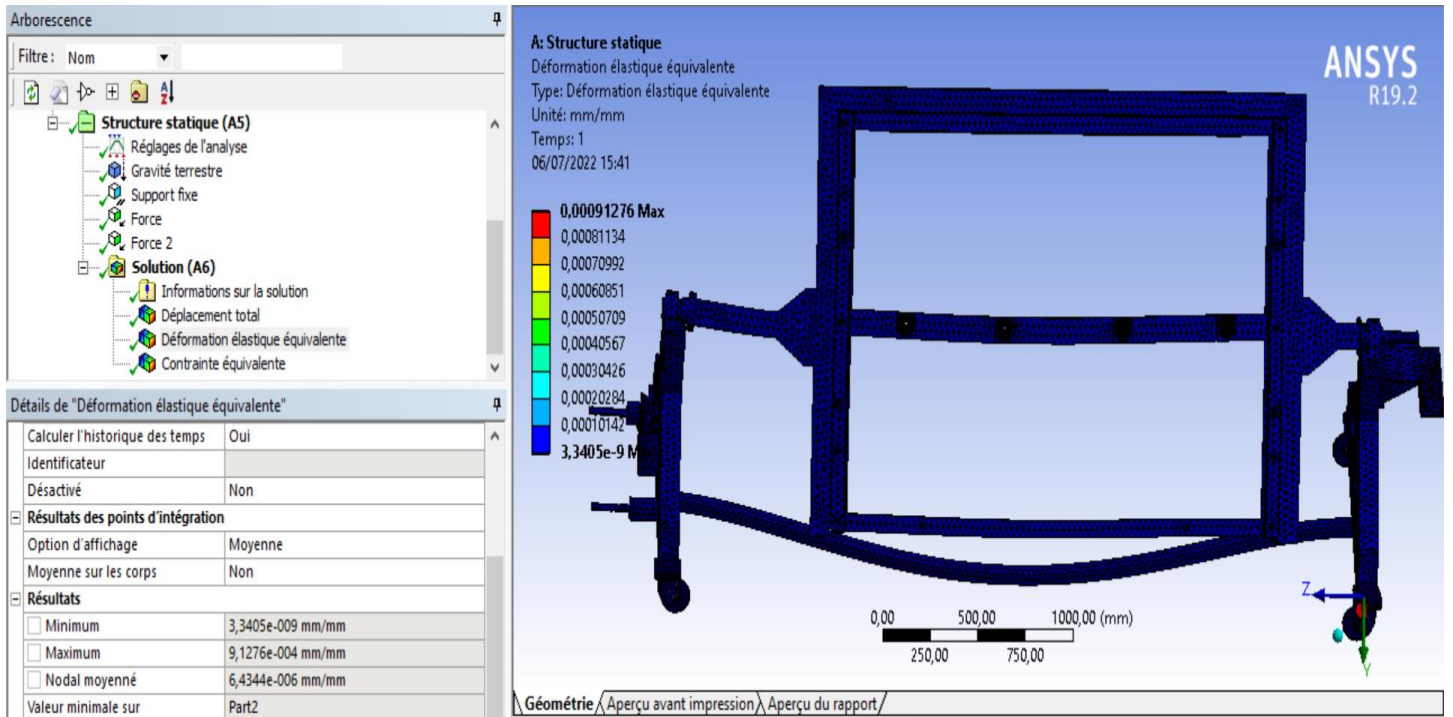 Arborescence
Filtre : Nom
Structure statique (A5)
Réglages de l'analyse
Gravité terrestre
Support fixe
Force
Force 2
Solution (A6)
Informations sur la solution
Déplacement total
Déformation élastique équivalente
Contrainte équivalente
Détails de "Déformation élastique équivalente"
Calculer l'historique des temps Oui
Identificateur
Désactivé Non
Résultats des points d'intégration
Option d'affichage Moyenne
Moyenne sur les corps Non
Résultats
Minimum 3,3405e-009 mm/mm
Maximum 9,1276e-004 mm/mm
Nodal moyenné 6,4344e-006 mm/mm
Valeur minimale sur Part2
A: Structure statique
Déformation élastique équivalente
Type: Déformation élastique équivalente
Unité: mm/mm
Temps: 1
06/07/2022 15:41
0,00091276 Max
0,00081134
0,00070992
0,00060851
0,00050709
0,00040567
0,00030426
0,00020284
0,00010142
3,3405e-9 M
ANSYS
R19.2
Z
Y
0,00 500,00 1000,00 (mm)
250,00 750,00
Géométrie Aperçu avant impression Aperçu du rapport